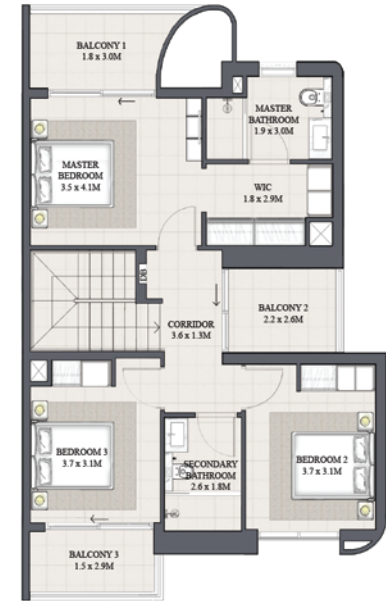 BALCONY 1
1.8 x 3.0M
MASTER
BATHROOM
1.9 x 3.0M
MASTER
BEDROOM
3.5 x 4.1M
WIC
1.8 x 2.9M
DB
BALCONY 2
2.2 x 2.6M
CORRIDOR
3.6 x 1.3M
BEDROOM 3
3.7 x 3.1M
SECONDARY
BATHROOM
2.6 x 1.8M
BEDROOM 2
3.7 x 3.1M
BALCONY 3
1.5 x 2.9M